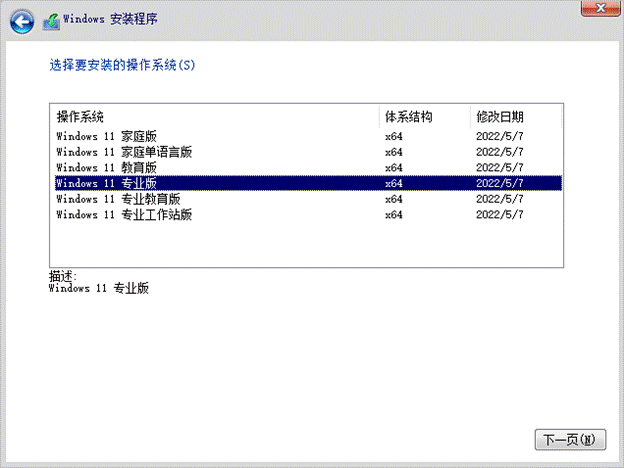 Windows 安装程序
选择要安装的操作系统(S)
操作系统 体系结构 修改日期
Windows 11 家庭版 x64 2022/5/7
Windows 11 家庭单语言版 x64 2022/5/7
Windows 11 教育版 x64 2022/5/7
Windows 11 专业版 x64 2022/5/7
Windows 11 专业教育版 x64 2022/5/7
Windows 11 专业工作站版 x64 2022/5/7
描述:
Windows 11 专业版
下一页(N)